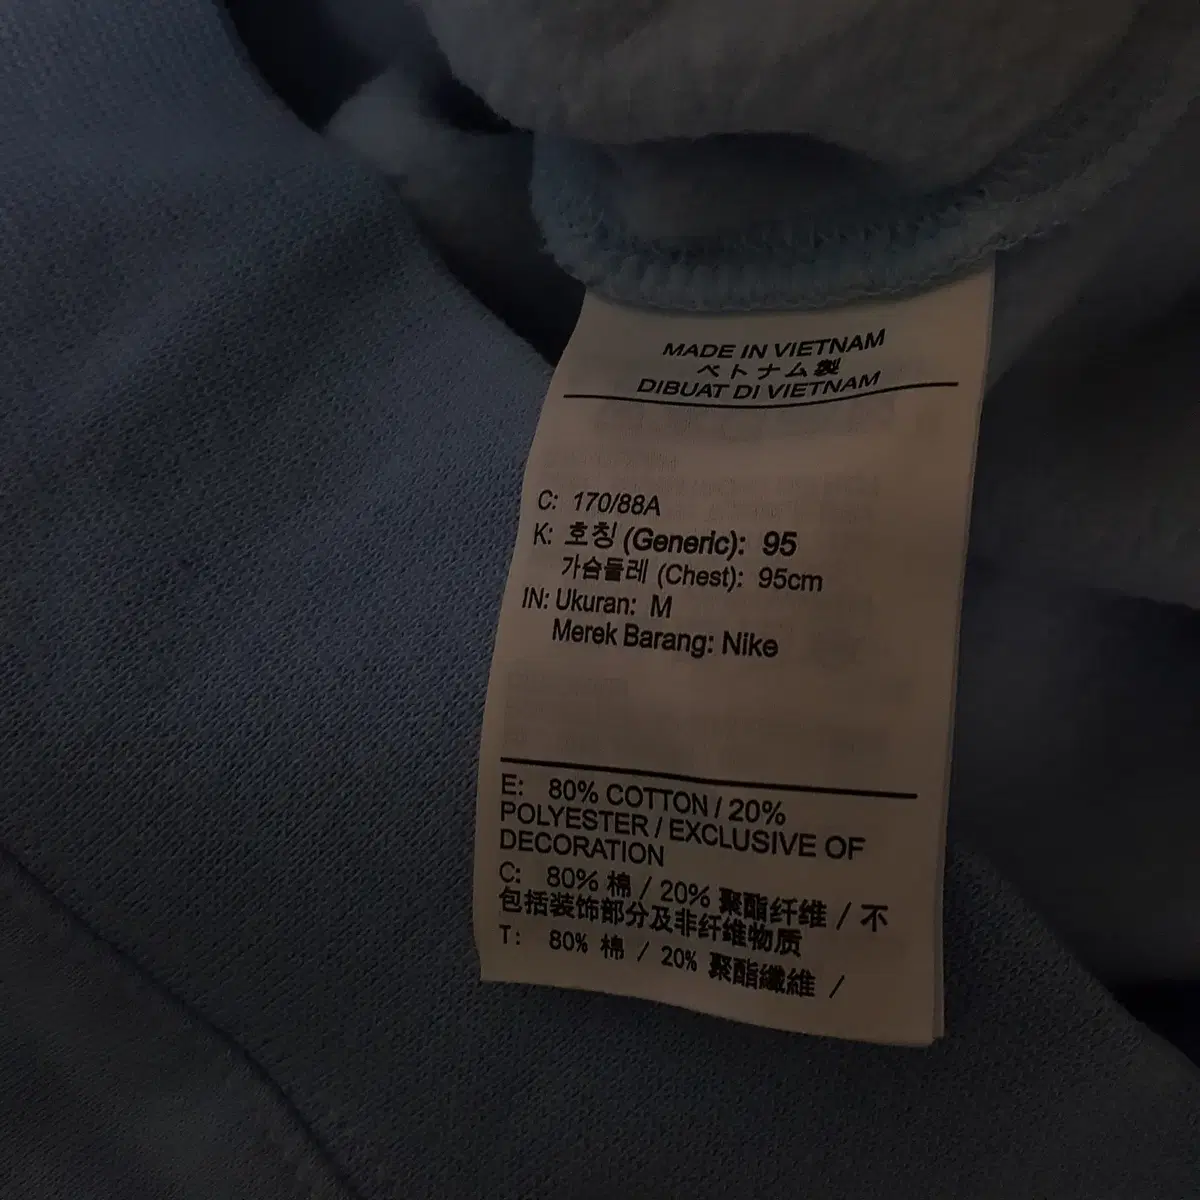 MADE IN VIETNAM
ベトナム製
DIBUAT DI VIETNAM
C: 170/88A
K: 호칭 (Generic): 95
가슴둘레 (Chest): 95cm
IN: Ukuran: M
Merek Barang: Nike
E: 80% COTTON / 20%
POLYESTER / EXCLUSIVE OF
DECORATION
C: 80% 棉 / 20% 聚酯纤维 / 不
包括装饰部分及非纤维物质
T: 80% 棉 / 20% 聚酯纖維 /